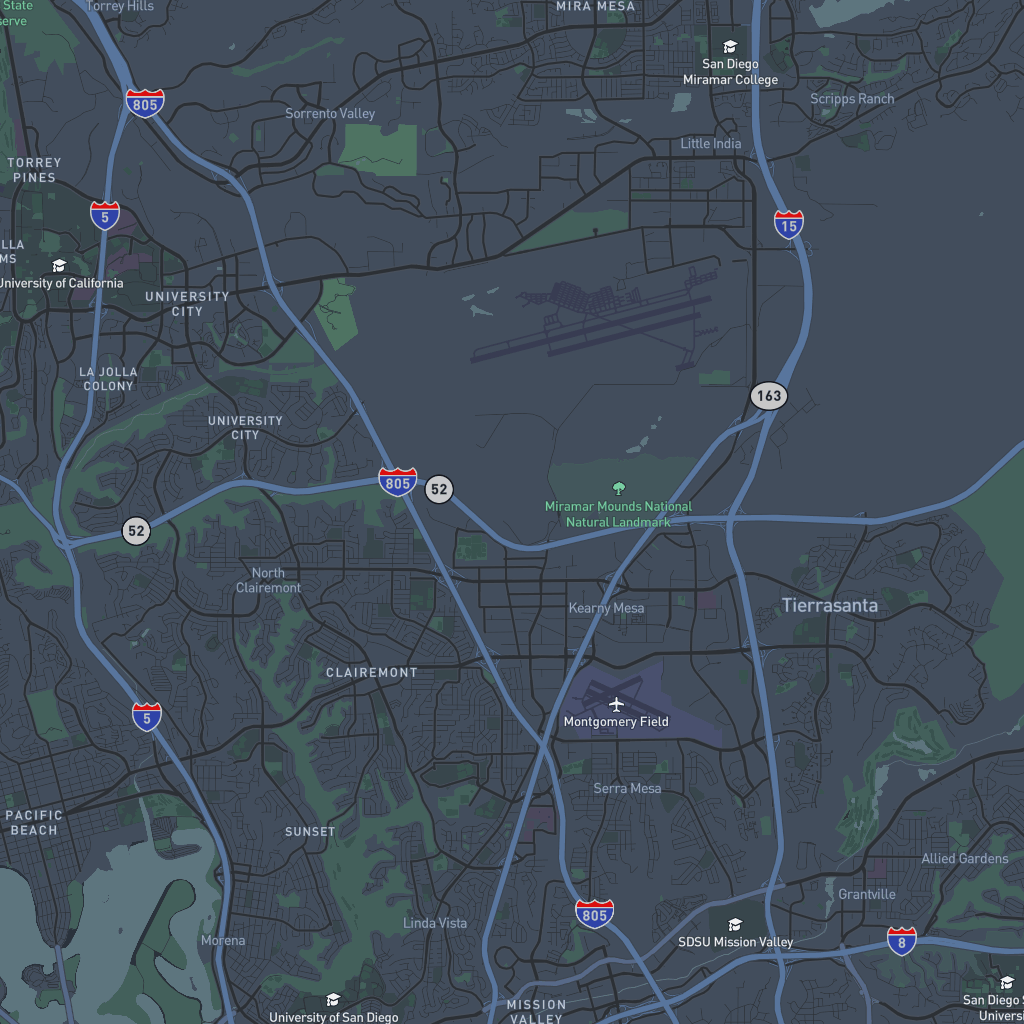 State
serve
Torrey Hills
MIRA MESA
San Diego
Miramar College
805
Scripps Ranch
Sorrento Valley
Little India
TORREY
PINES
5
15
LLA
MS
University of California
UNIVERSITY
CITY
LA JOLLA
COLONY
163
UNIVERSITY
CITY
805
52
Miramar Mounds National
Natural Landmark
52
North
Clairemont
Kearny Mesa
Tierrasanta
CLAIREMONT
5
Montgomery Field
Serra Mesa
PACIFIC
BEACH
SUNSET
Allied Gardens
Grantville
805
Linda Vista
Morena
SDSU Mission Valley
8
San Diego S
Universi
University of San Diego
MISSION
VALLEY